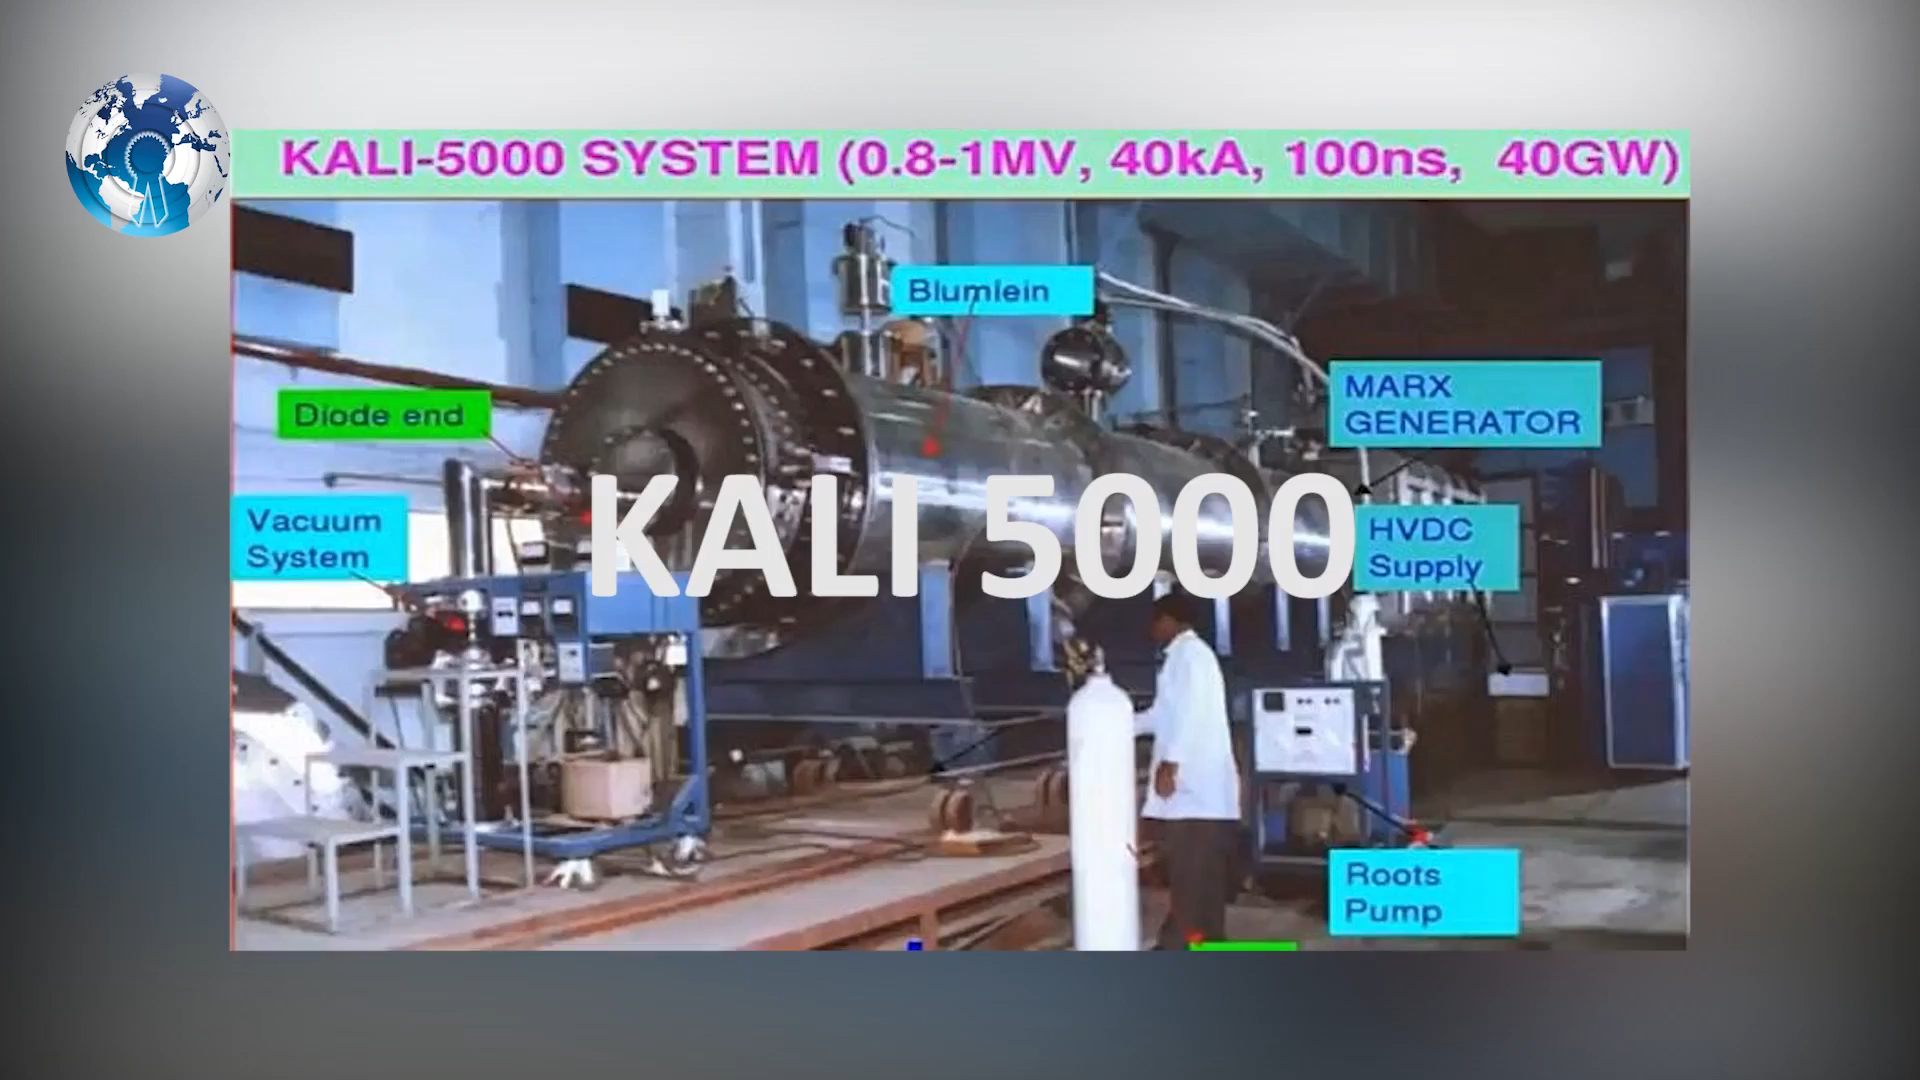 KALI-5000 SYSTEM (0.8-1MV, 40kA, 100ns, 40GW)
Blumlein
MARX
GENERATOR
Diode end
Vacuum
System
KALI 5000
HVDC
Supply
Roots
Pump